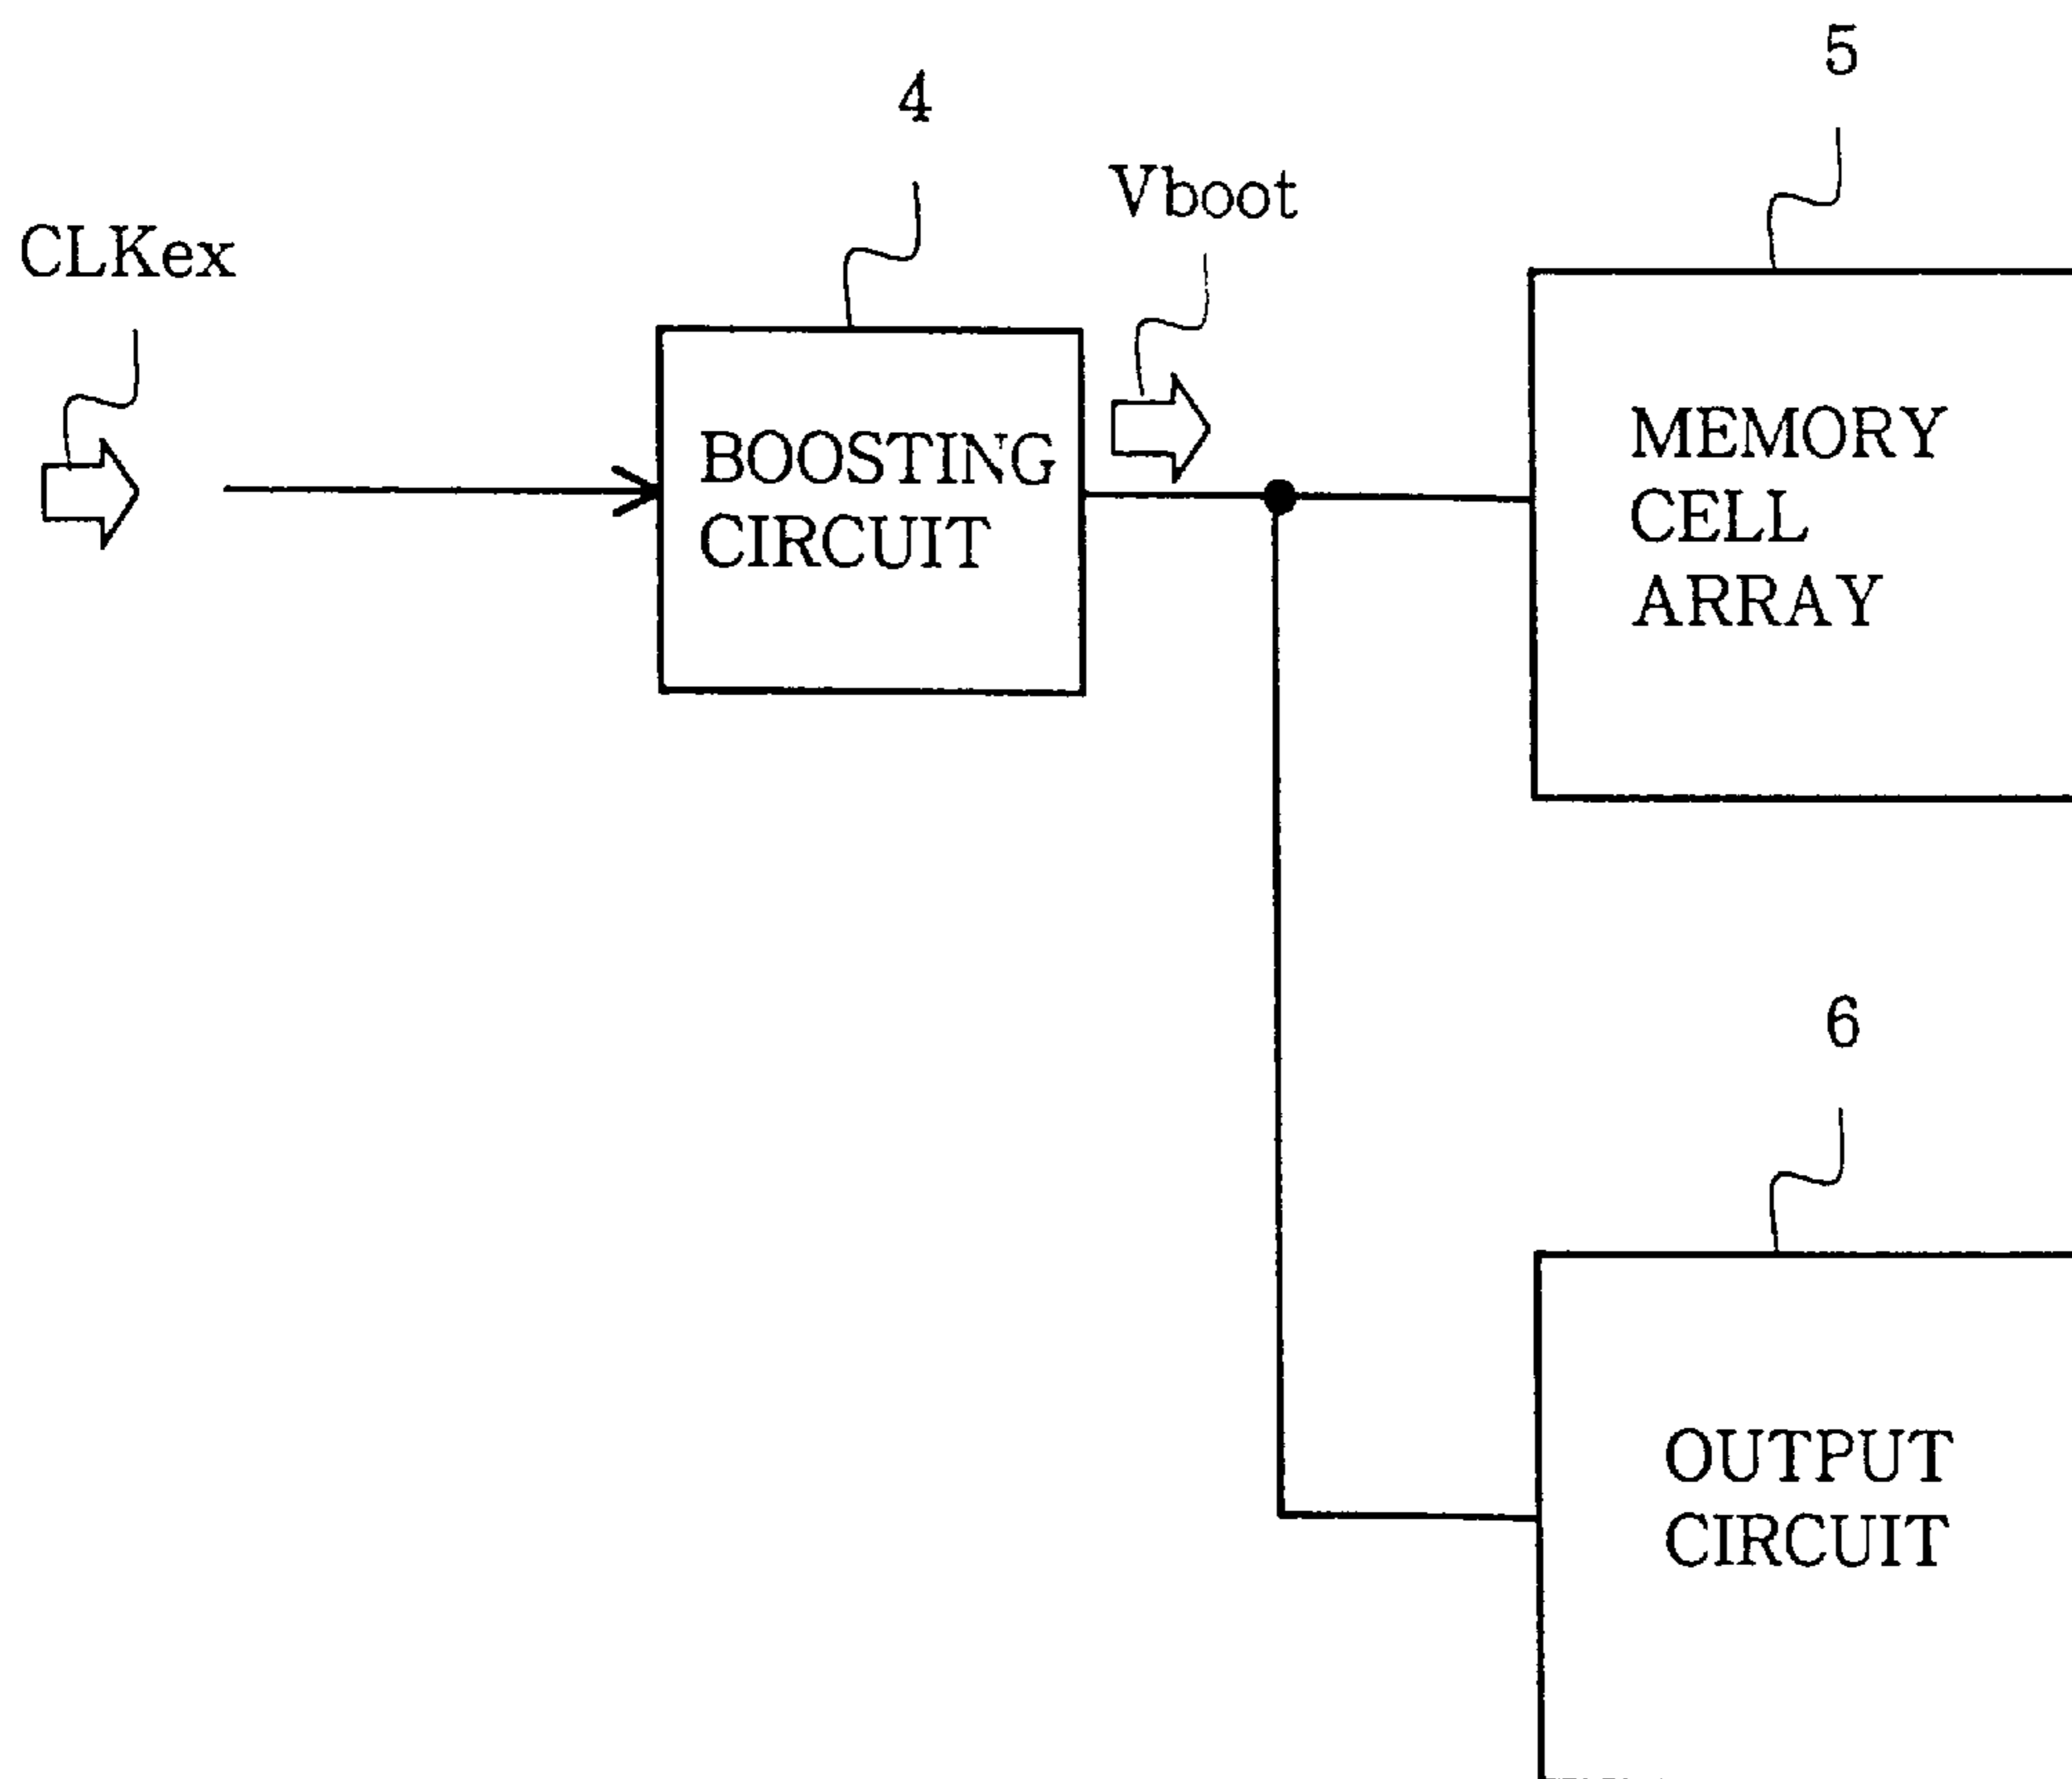 5
4
Vboot
CLKex
BOOSTING
CIRCUIT
MEMORY
CELL
ARRAY
6
OUTPUT
CIRCUIT